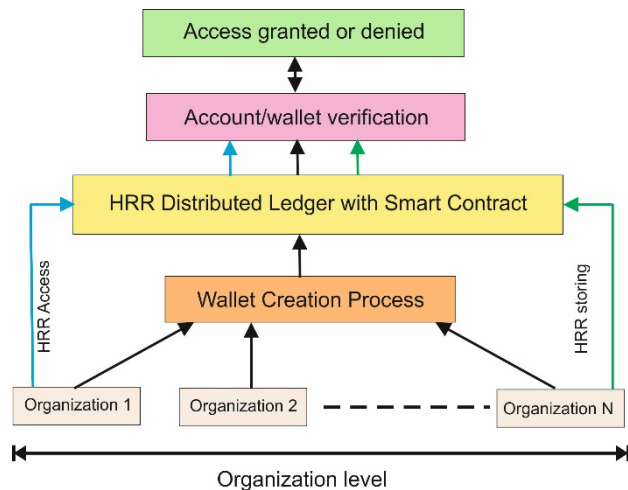 Access granted or denied
Account/wallet verification
HRR Distributed Ledger with Smart Contract
HRR Access
HRR storing
Wallet Creation Process
Organization 1
Organization 2
Organization N
Organization level